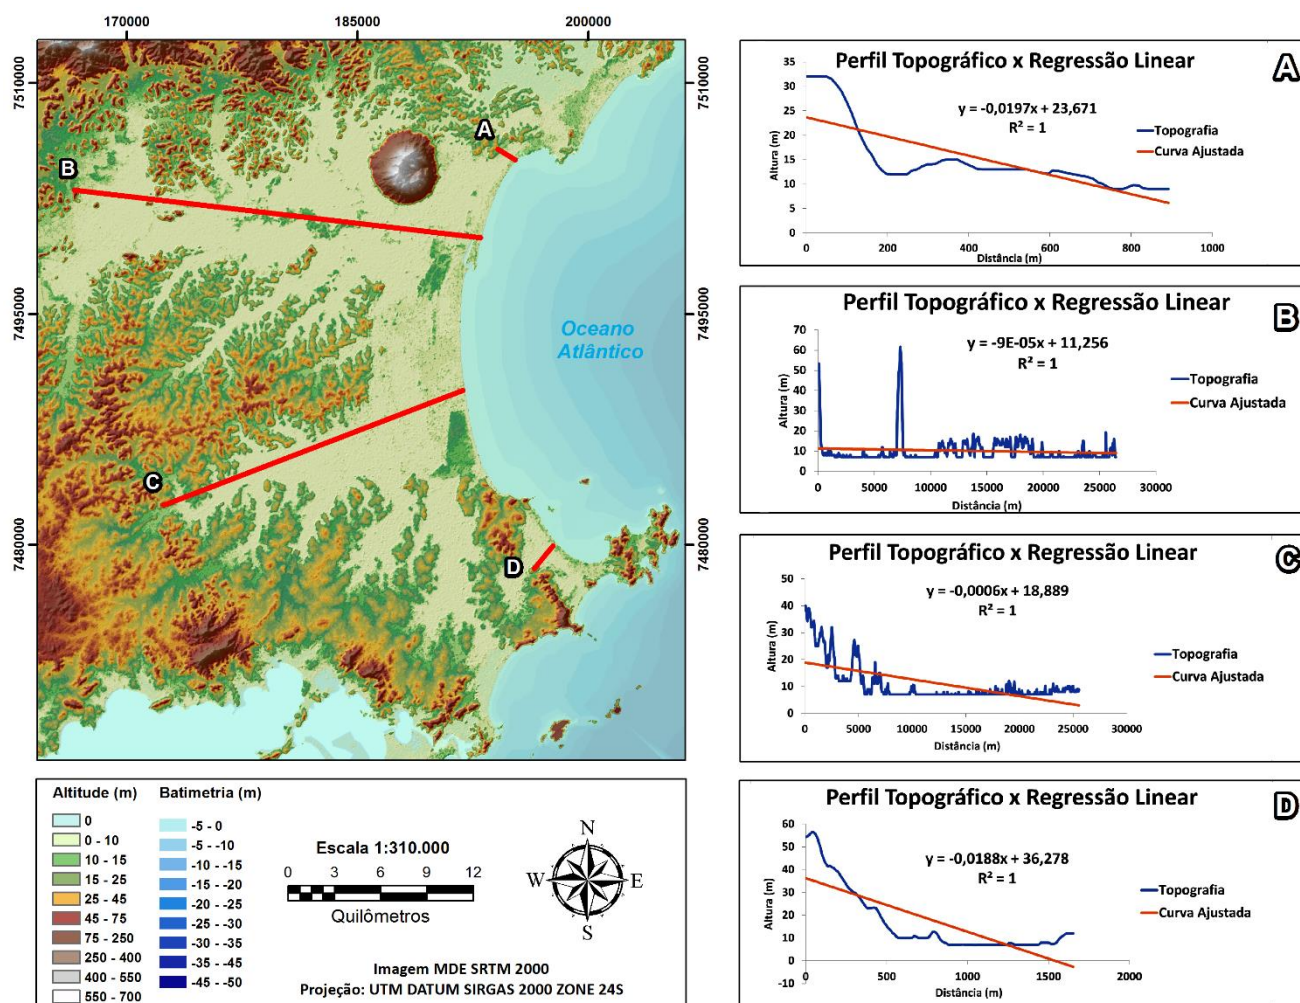 170000
185000
200000
7510000
7495000
7480000
7510000
7495000
7480000
A
B
C
D
Oceano
Atlântico
Altitude (m)
0
0 - 10
10 - 15
15 - 25
25 - 45
45 - 75
75 - 250
250 - 400
400 - 550
550 - 700
Batimetria (m)
-5 - 0
-5 - -10
-10 - -15
-15 - -20
-20 - -25
-25 - -30
-30 - -35
-35 - -45
-45 - -50
Escala 1:310.000
0 3 6 9 12
Quilômetros
N
W E
S
Imagem MDE SRTM 2000
Projeção: UTM DATUM SIRGAS 2000 ZONE 24S
Perfil Topográfico x Regressão Linear
A
y = -0,0197x + 23,671
R² = 1
Topografia
Curva Ajustada
Altura (m)
35
30
25
20
15
10
5
0
0 200 400 600 800 1000
Distância (m)
Perfil Topográfico x Regressão Linear
B
y = -9E-05x + 11,256
R² = 1
Topografia
Curva Ajustada
Altura (m)
70
60
50
40
30
20
10
0
0 5000 10000 15000 20000 25000 30000
Distância (m)
Perfil Topográfico x Regressão Linear
C
y = -0,0006x + 18,889
R² = 1
Topografia
Curva Ajustada
Altura (m)
50
40
30
20
10
0
0 5000 10000 15000 20000 25000 30000
Distância (m)
Perfil Topográfico x Regressão Linear
D
y = -0,0188x + 36,278
R² = 1
Topografia
Curva Ajustada
Altura (m)
60
50
40
30
20
10
0
-10
0 500 1000 1500 2000
Distância (m)